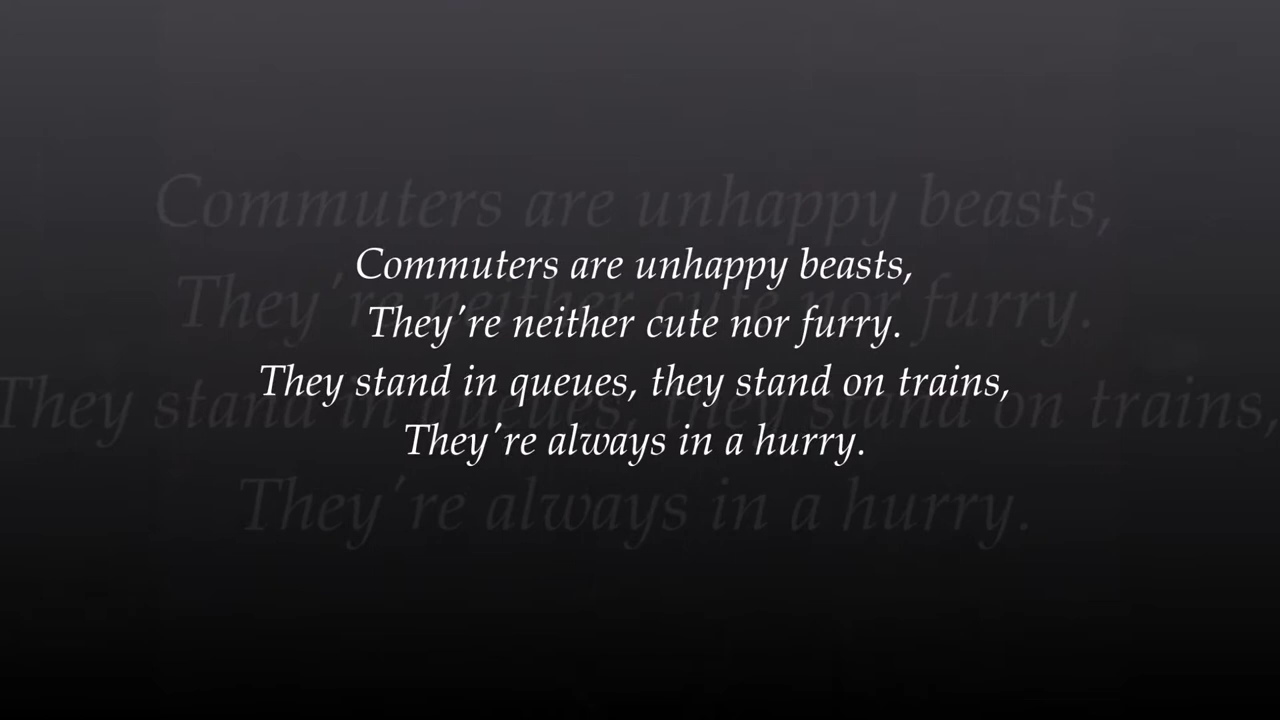 Commuters are unhappy beasts,
They're neither cute nor furry.
They stand in queues, they stand on trains,
They're always in a hurry.